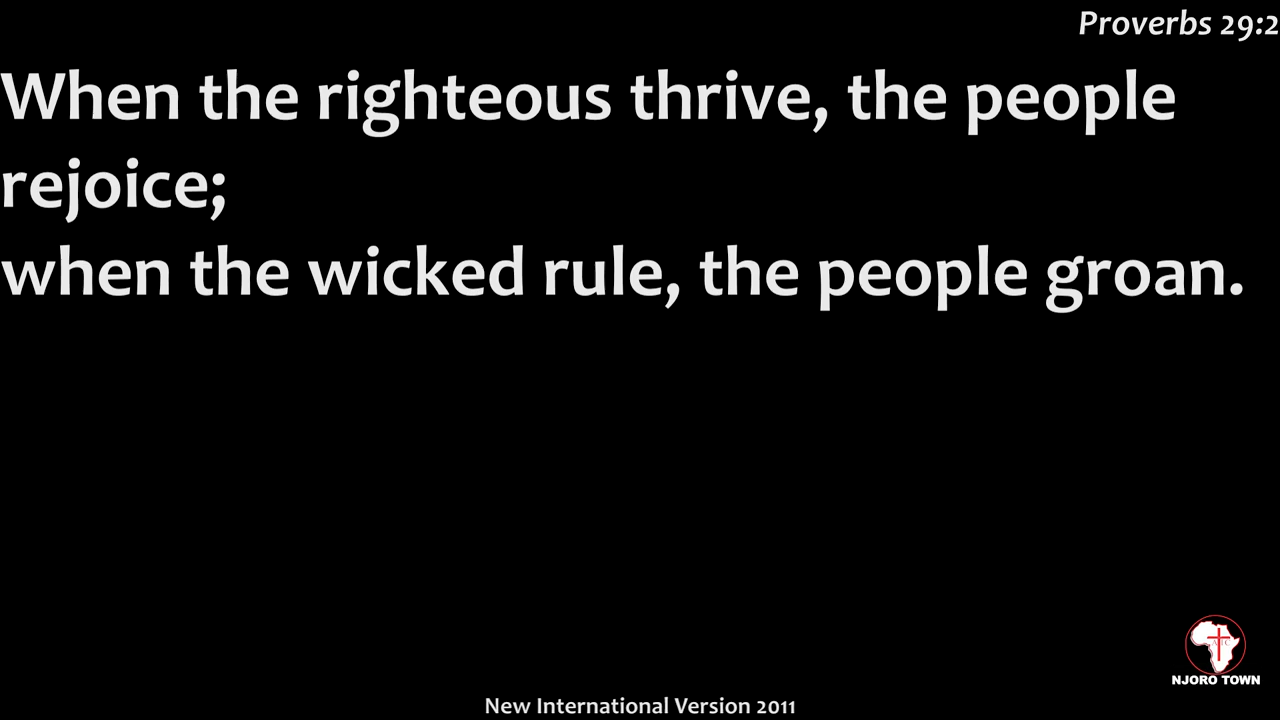 Proverbs 29:2
When the righteous thrive, the people
rejoice;
when the wicked rule, the people groan.
NJORO TOWN
New International Version 2011